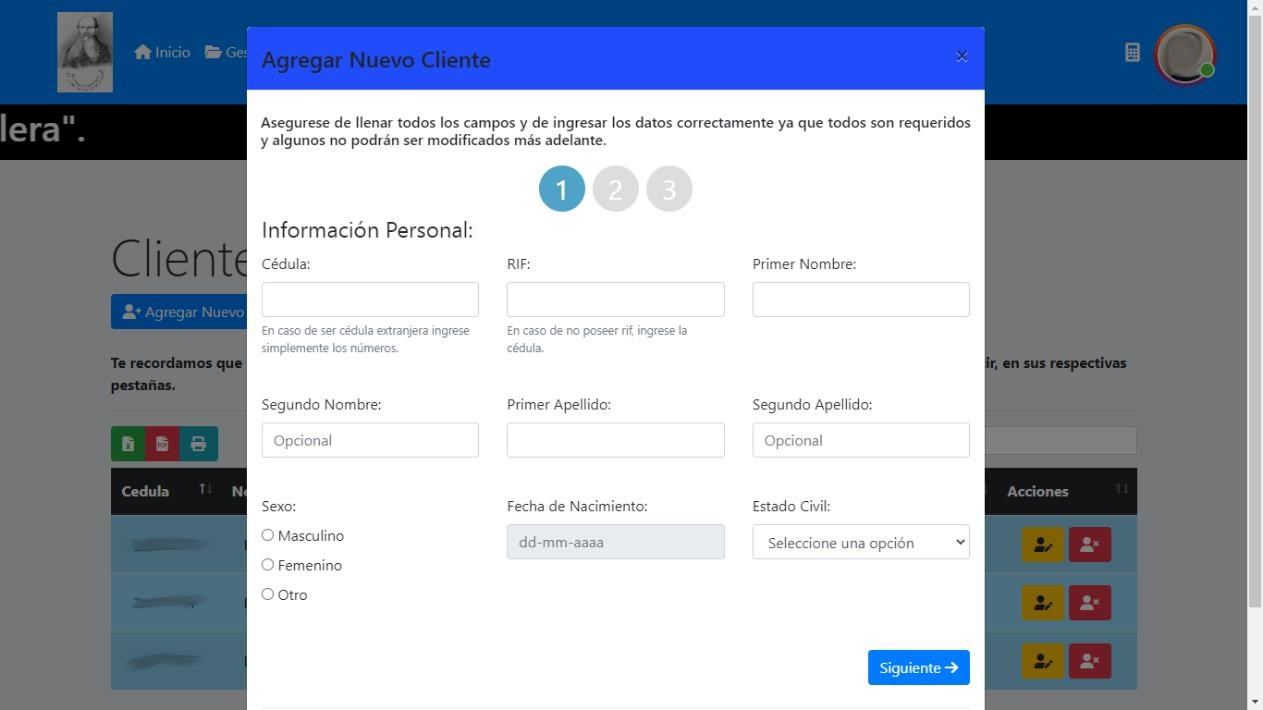 Inicio
Ges
Agregar Nuevo Cliente
×
lera".
Asegurese de llenar todos los campos y de ingresar los datos correctamente ya que todos son requeridos
y algunos no podrán ser modificados más adelante.
1 2 3
Información Personal:
Cédula: RIF: Primer Nombre:
En caso de ser cédula extranjera ingrese
simplemente los números.
En caso de no poseer rif, ingrese la
cédula.
Segundo Nombre: Primer Apellido: Segundo Apellido:
Opcional Opcional
Sexo: Fecha de Nacimiento: Estado Civil:
Masculino dd-mm-aaaa Seleccione una opción
Femenino
Otro
Siguiente
Cliente
Agregar Nuevo
Te recordamos que
ir, en sus respectivas
pestañas.
Cedula
Acciones